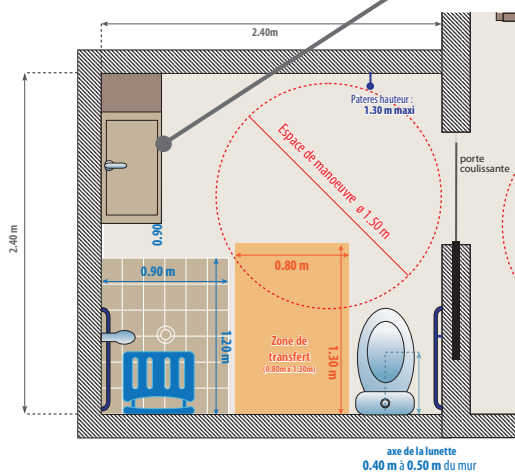 2.40m
Pateres hauteur :
1.30 m maxi
Espace de manoeuvre ø 1.50 m
porte
coulissante
2.40 m
0.90
0.90 m
0.80 m
1.20 m
Zone de
transfert
(0.80m x 1.30m)
1.30 m
axe de la lunette
0.40 m à 0.50 m du mur